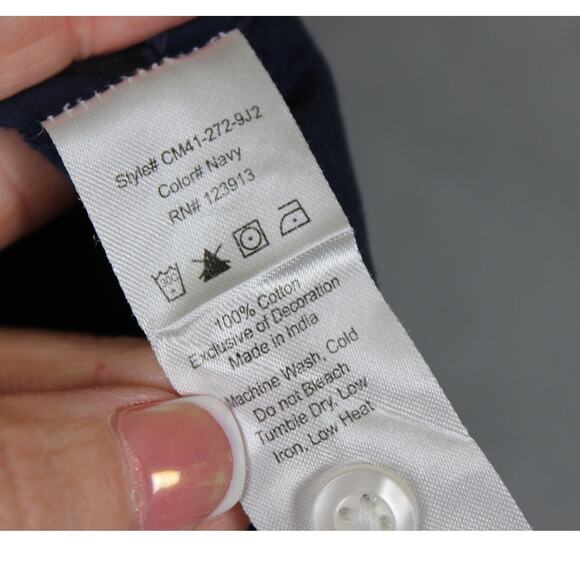 Style# CM41-272-9J2
Color# Navy
RN# 123913
30C
100% Cotton
Exclusive of Decoration
Made in India
Machine Wash, Cold
Do not Bleach
Tumble Dry, Low
Iron, Low Heat